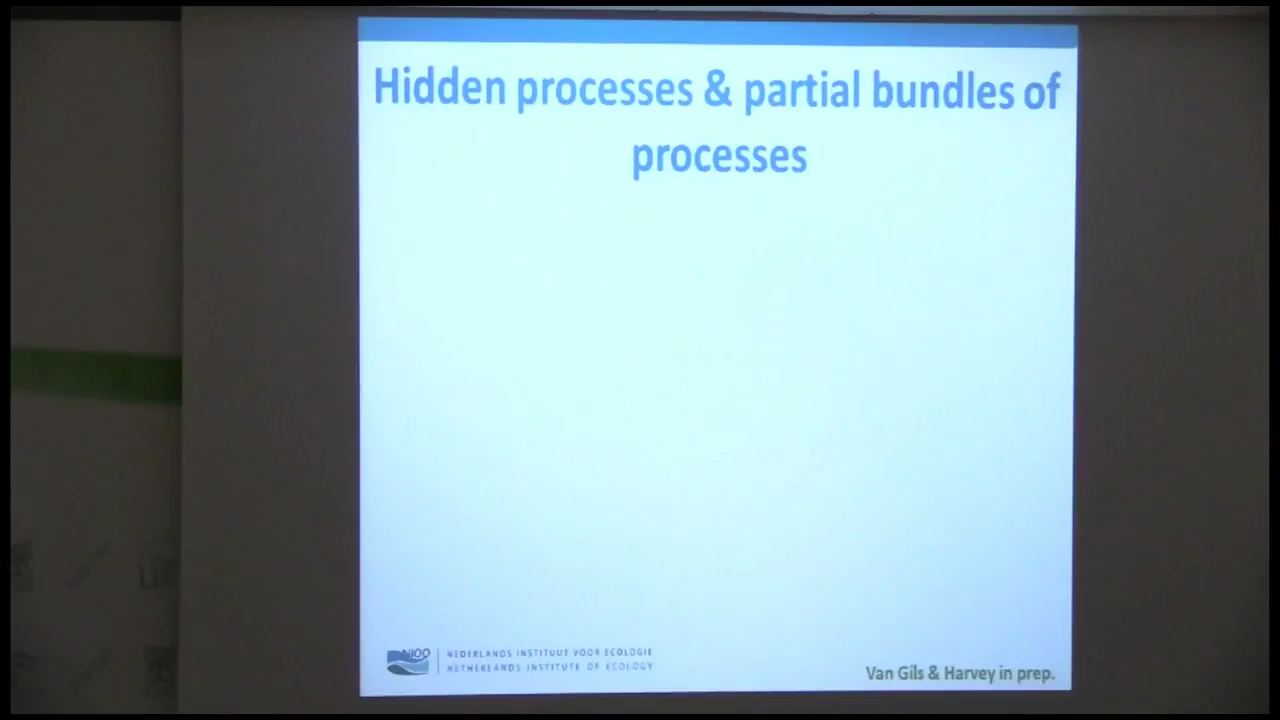 Hidden processes & partial bundles of
processes
NIOO
NEDERLANDS INSTITUUT VOOR ECOLOGIE
NETHERLANDS INSTITUTE OF ECOLOGY
Van Gils & Harvey in prep.